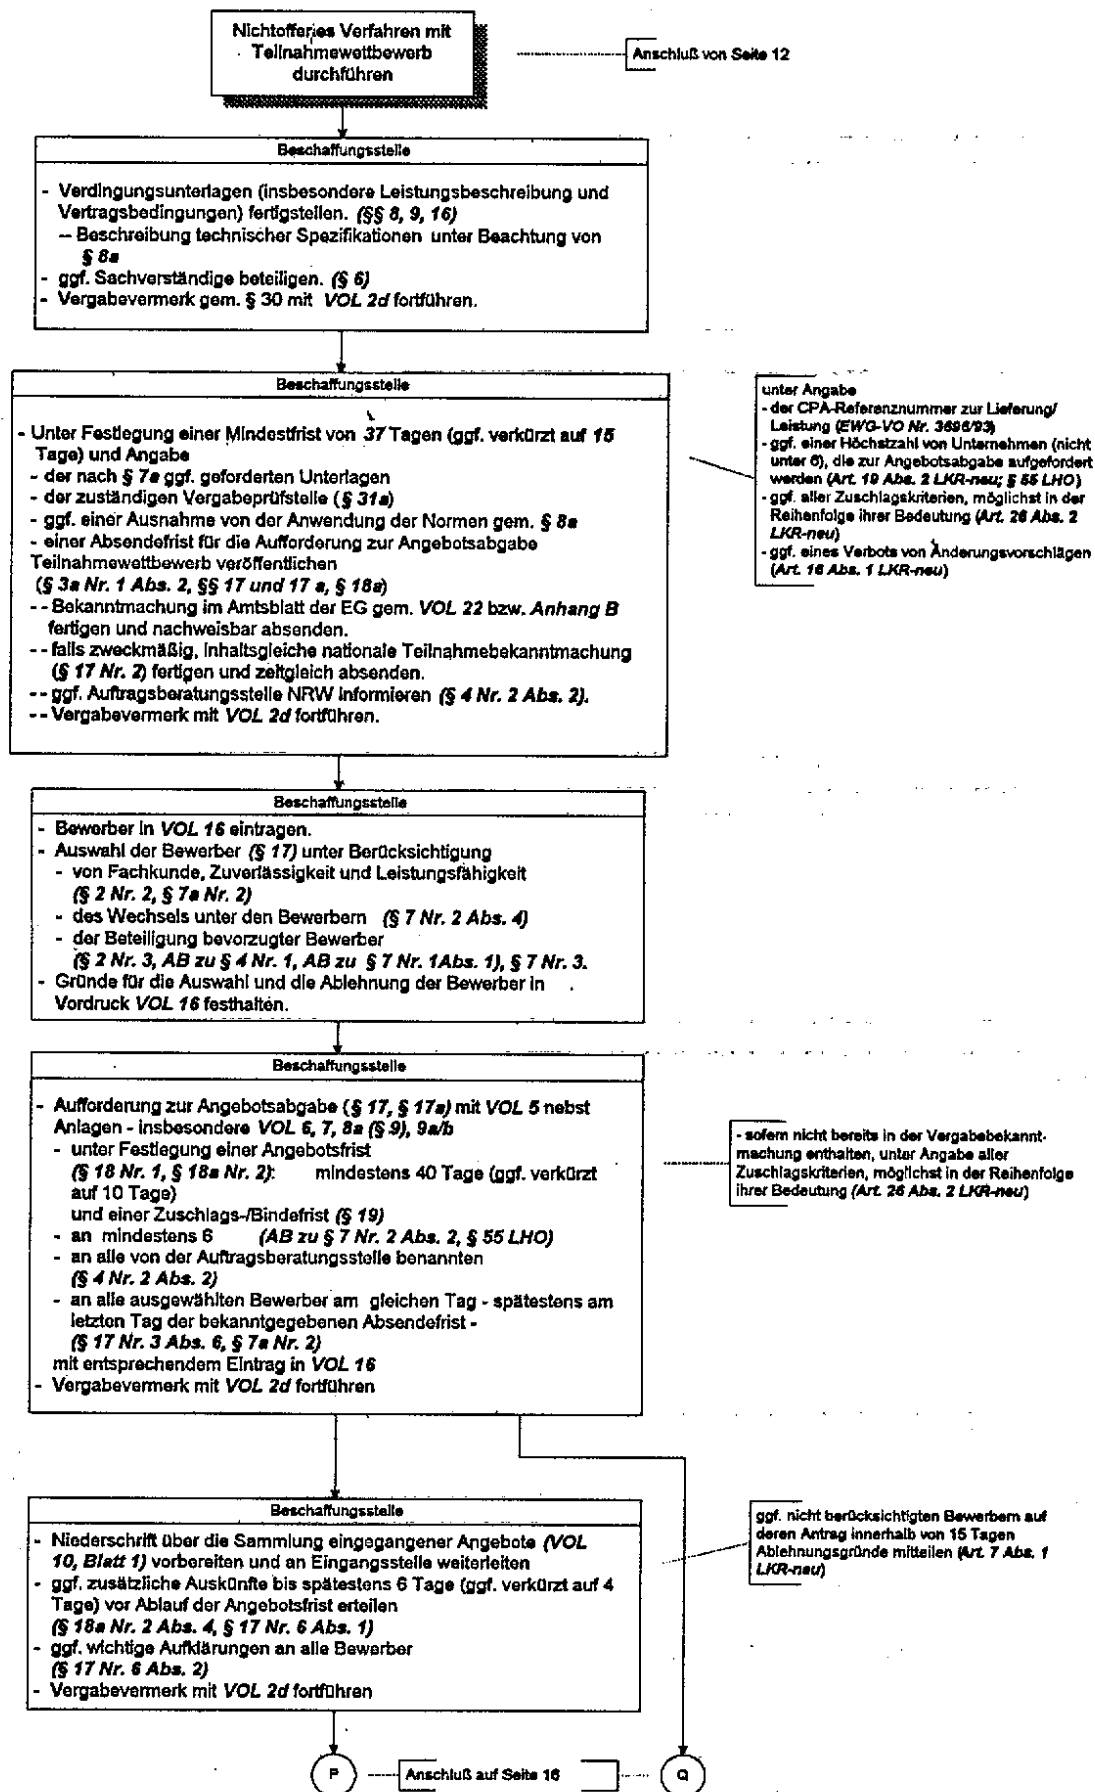 Nichtoffenes Verfahren mit
Teilnahmewettbewerb
durchführen
Anschluß von Seite 12
Beschaffungsstelle
- Verdingungsunterlagen (insbesondere Leistungsbeschreibung und
Vertragsbedingungen) fertigstellen. (§§ 8, 9, 16)
-- Beschreibung technischer Spezifikationen unter Beachtung von
§ 8a
- ggf. Sachverständige beteiligen. (§ 6)
- Vergabevermerk gem. § 30 mit VOL 2d fortführen.
Beschaffungsstelle
- Unter Festlegung einer Mindestfrist von 37 Tagen (ggf. verkürzt auf 15
Tage) und Angabe
- der nach § 7a ggf. geforderten Unterlagen
- der zuständigen Vergabeprüfstelle (§ 31a)
- ggf. einer Ausnahme von der Anwendung der Normen gem. § 8a
- einer Absendefrist für die Aufforderung zur Angebotsabgabe
Teilnahmewettbewerb veröffentlichen
(§ 3a Nr. 1 Abs. 2, §§ 17 und 17 a, § 18a)
-- Bekanntmachung im Amtsblatt der EG gem. VOL 22 bzw. Anhang B
fertigen und nachweisbar absenden.
-- falls zweckmäßig, inhaltsgleiche nationale Teilnahmebekanntmachung
(§ 17 Nr. 2) fertigen und zeitgleich absenden.
-- ggf. Auftragsberatungsstelle NRW informieren (§ 4 Nr. 2 Abs. 2).
-- Vergabevermerk mit VOL 2d fortführen.
unter Angabe
- der CPA-Referenznummer zur Lieferung/
Leistung (EWG-VO Nr. 3696/93)
- ggf. einer Höchstzahl von Unternehmen (nicht
unter 6), die zur Angebotsabgabe aufgefordert
werden (Art. 19 Abs. 2 LKR-neu; § 55 LHO)
- ggf. aller Zuschlagskriterien, möglichst in der
Reihenfolge ihrer Bedeutung (Art. 26 Abs. 2
LKR-neu)
- ggf. eines Verbots von Änderungsvorschlägen
(Art. 16 Abs. 1 LKR-neu)
Beschaffungsstelle
- Bewerber in VOL 16 eintragen.
- Auswahl der Bewerber (§ 17) unter Berücksichtigung
- von Fachkunde, Zuverlässigkeit und Leistungsfähigkeit
(§ 2 Nr. 2, § 7a Nr. 2)
- des Wechsels unter den Bewerbern (§ 7 Nr. 2 Abs. 4)
- der Beteiligung bevorzugter Bewerber
(§ 2 Nr. 3, AB zu § 4 Nr. 1, AB zu § 7 Nr. 1Abs. 1), § 7 Nr. 3.
- Gründe für die Auswahl und die Ablehnung der Bewerber in
Vordruck VOL 16 festhalten.
Beschaffungsstelle
- Aufforderung zur Angebotsabgabe (§ 17, § 17a) mit VOL 5 nebst
Anlagen - insbesondere VOL 6, 7, 8a (§ 9), 9a/b
- unter Festlegung einer Angebotsfrist
(§ 18 Nr. 1, § 18a Nr. 2): mindestens 40 Tage (ggf. verkürzt
auf 10 Tage)
und einer Zuschlags-/Bindefrist (§ 19)
- an mindestens 6 (AB zu § 7 Nr. 2 Abs. 2, § 55 LHO)
- an alle von der Auftragsberatungsstelle benannten
(§ 4 Nr. 2 Abs. 2)
- an alle ausgewählten Bewerber am gleichen Tag - spätestens am
letzten Tag der bekanntgegebenen Absendefrist -
(§ 17 Nr. 3 Abs. 6, § 7a Nr. 2)
mit entsprechendem Eintrag in VOL 16
- Vergabevermerk mit VOL 2d fortführen
- sofern nicht bereits in der Vergabebekannt-
machung enthalten, unter Angabe aller
Zuschlagskriterien, möglichst in der Reihenfolge
ihrer Bedeutung (Art. 26 Abs. 2 LKR-neu)
Beschaffungsstelle
- Niederschrift über die Sammlung eingegangener Angebote (VOL
10, Blatt 1) vorbereiten und an Eingangsstelle weiterleiten
- ggf. zusätzliche Auskünfte bis spätestens 6 Tage (ggf. verkürzt auf 4
Tage) vor Ablauf der Angebotsfrist erteilen
(§ 18a Nr. 2 Abs. 4, § 17 Nr. 6 Abs. 1)
- ggf. wichtige Aufklärungen an alle Bewerber
(§ 17 Nr. 6 Abs. 2)
- Vergabevermerk mit VOL 2d fortführen
ggf. nicht berücksichtigten Bewerbern auf
deren Antrag innerhalb von 15 Tagen
Ablehnungsgründe mitteilen (Art. 7 Abs. 1
LKR-neu)
P
Anschluß auf Seite 16
Q